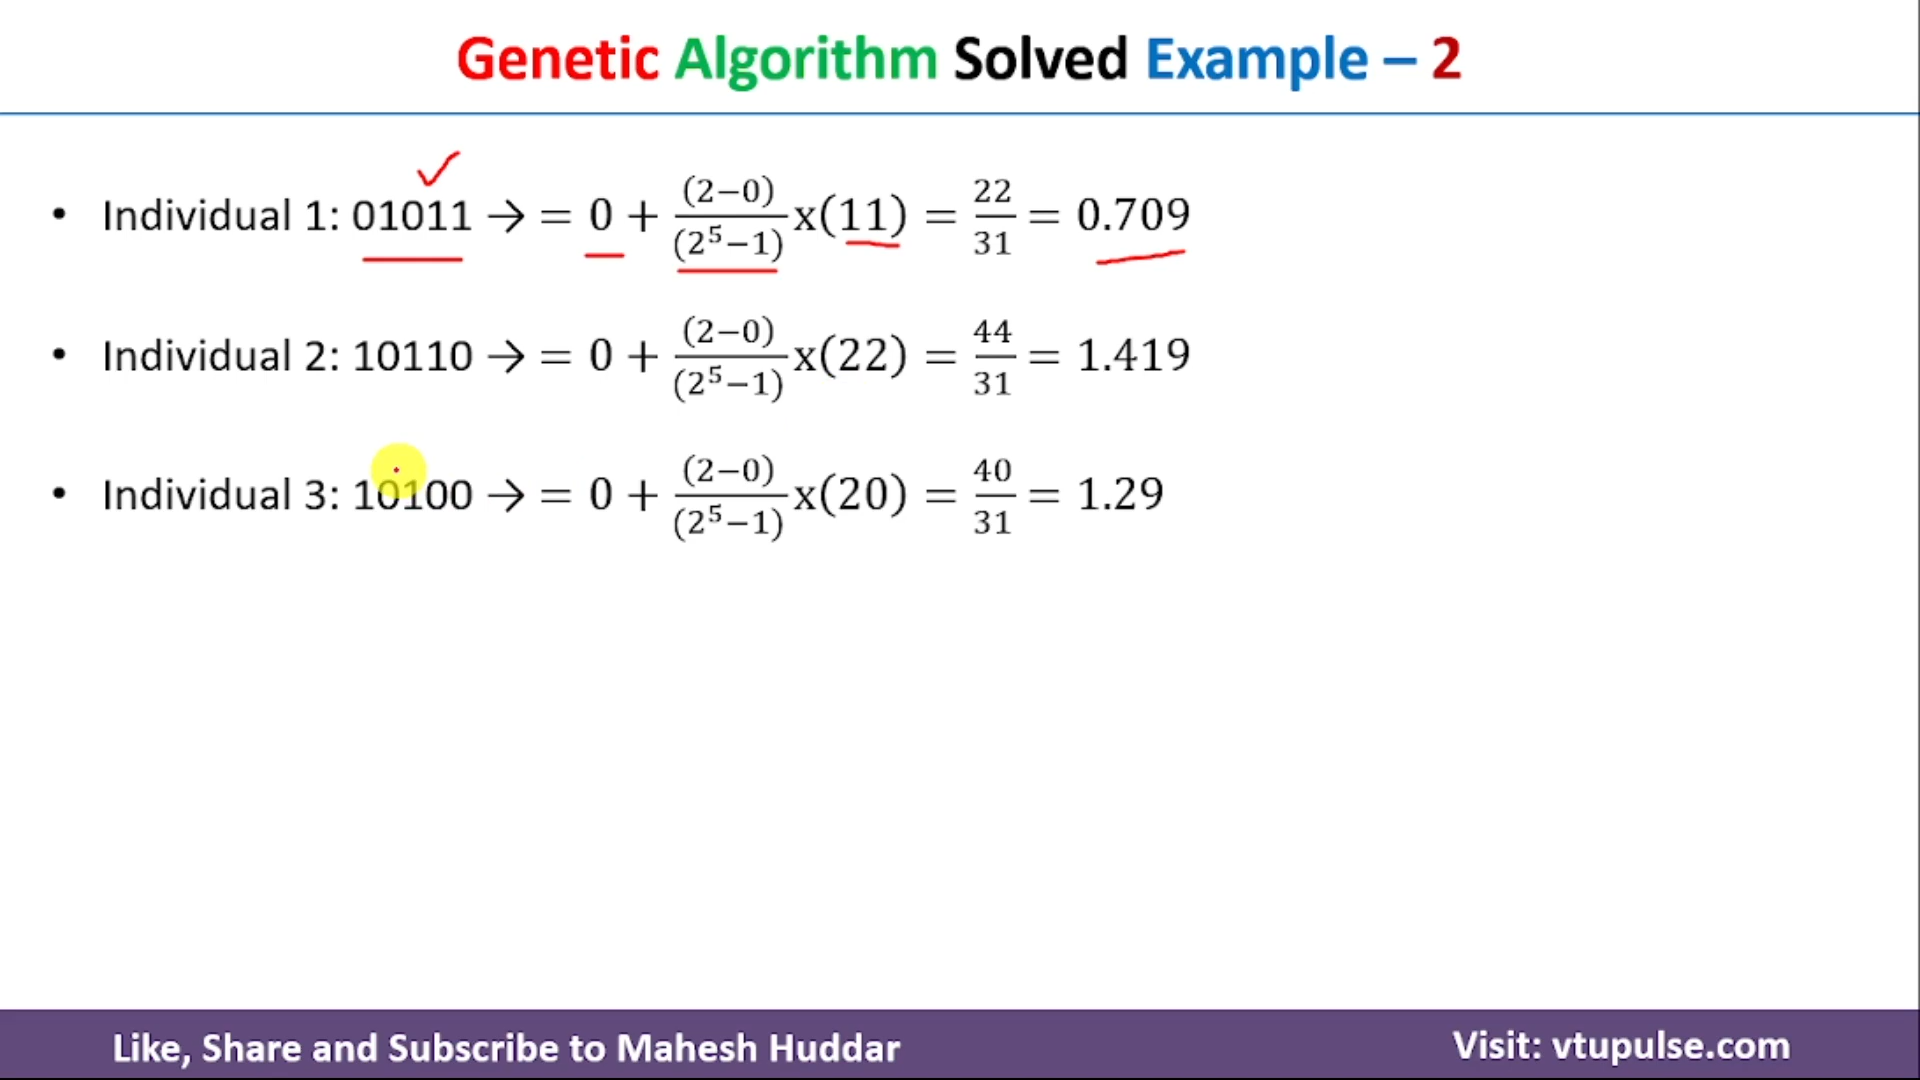 Genetic Algorithm Solved Example – 2
• Individual 1: 01011 → = 0 + (2−0)/(2⁵−1) x(11) = 22/31 = 0.709
• Individual 2: 10110 → = 0 + (2−0)/(2⁵−1) x(22) = 44/31 = 1.419
• Individual 3: 10100 → = 0 + (2−0)/(2⁵−1) x(20) = 40/31 = 1.29
Like, Share and Subscribe to Mahesh Huddar
Visit: vtupulse.com